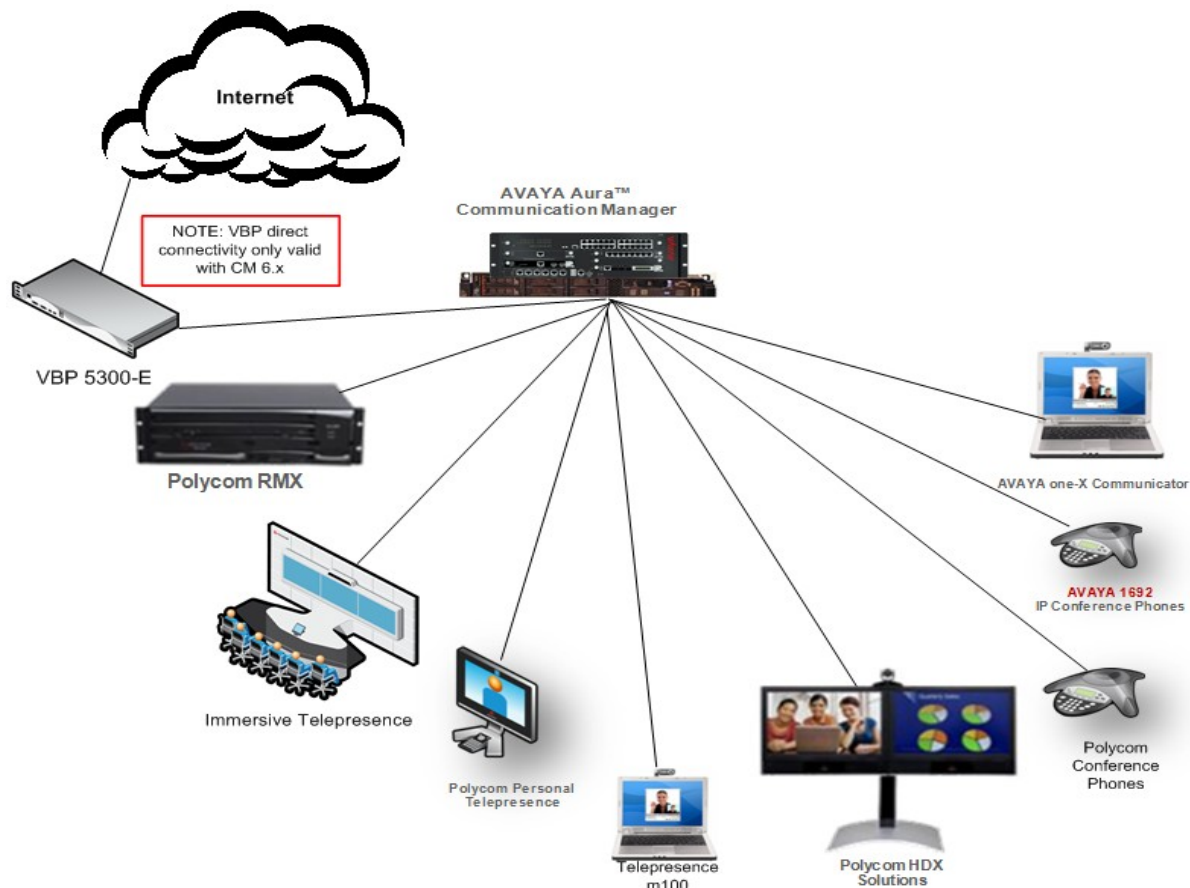 Internet
AVAYA Aura™
Communication Manager
NOTE: VBP direct
connectivity only valid
with CM 6.x
VBP 5300-E
Polycom RMX
AVAYA one-X Communicator
AVAYA 1692
IP Conference Phones
Immersive Telepresence
Polycom Personal
Telepresence
Polycom
Conference
Phones
Telepresence
m100
Polycom HDX
Solutions